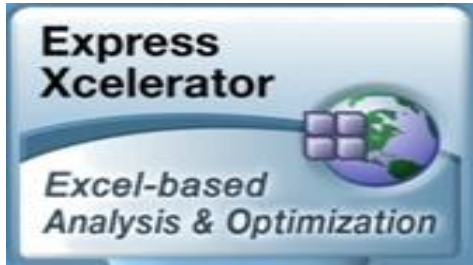 Express
Xcelerator
Excel-based
Analysis & Optimization